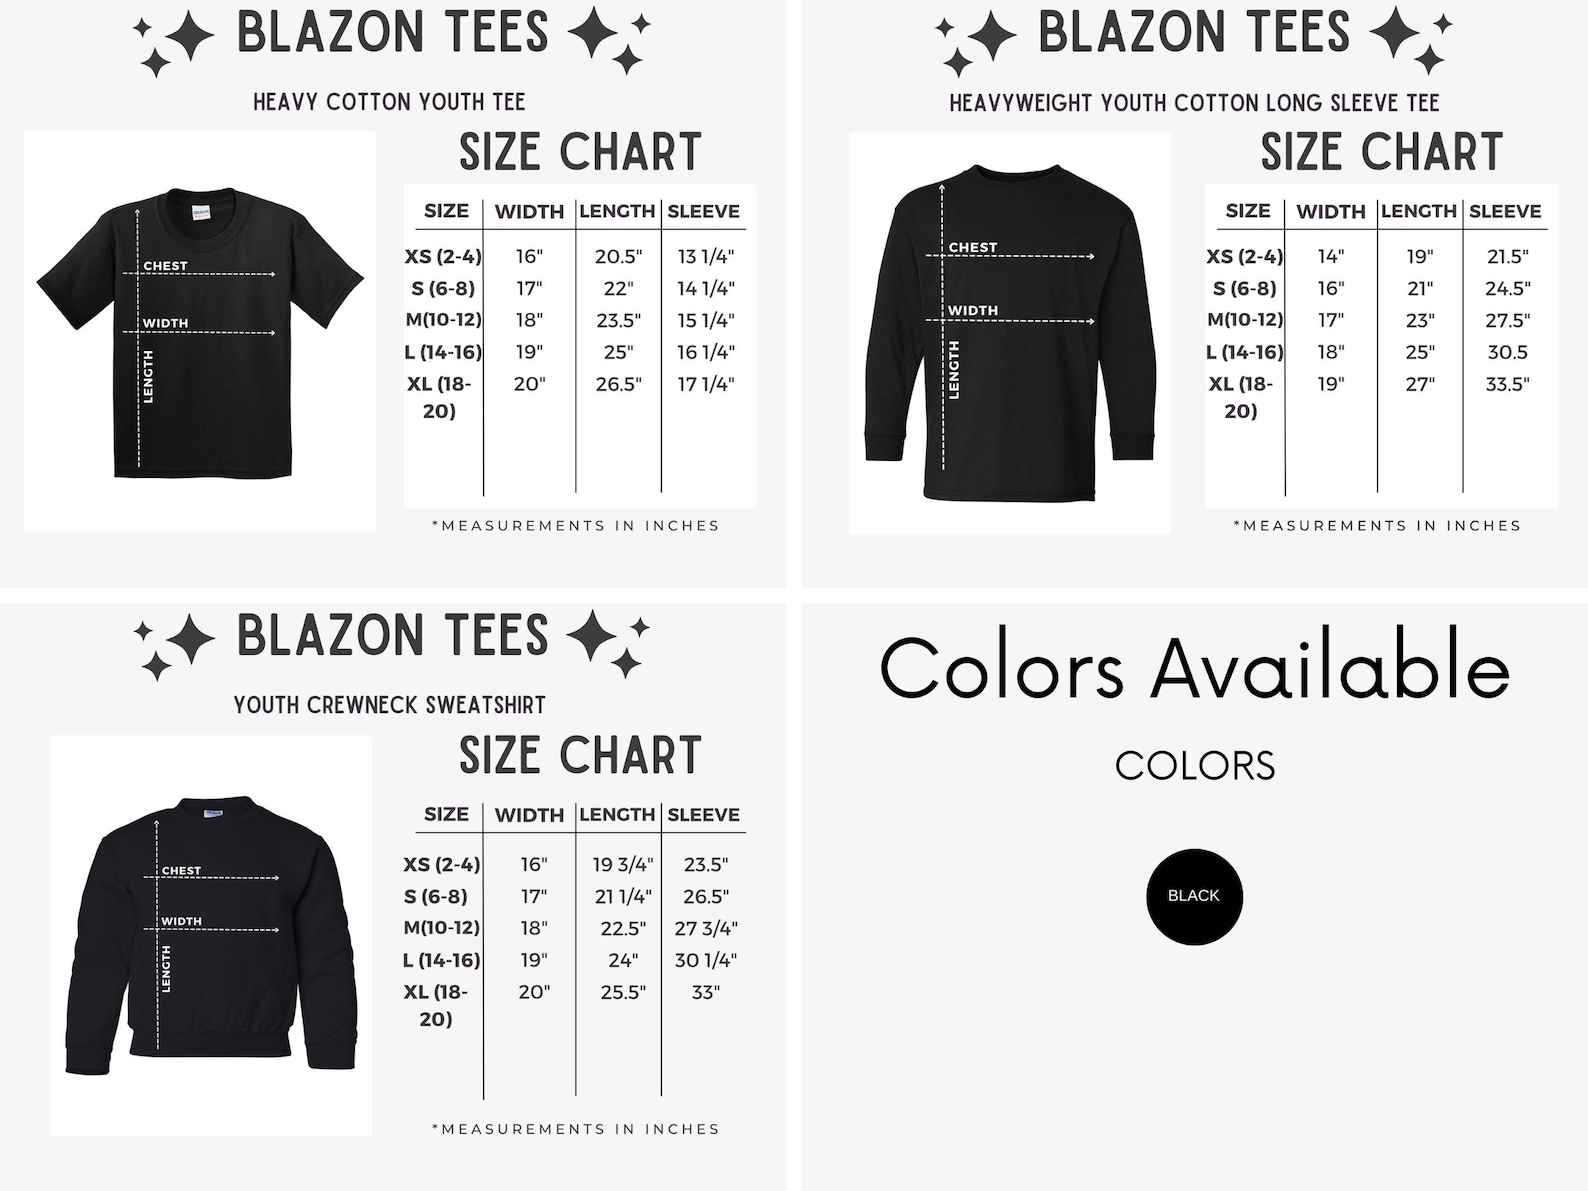 BLAZON TEES
HEAVY COTTON YOUTH TEE
SIZE CHART
SIZE WIDTH LENGTH SLEEVE
XS (2-4) 16" 20.5" 13 1/4"
S (6-8) 17" 22" 14 1/4"
M(10-12) 18" 23.5" 15 1/4"
L (14-16) 19" 25" 16 1/4"
XL (18- 20" 26.5" 17 1/4"
20)
CHEST
WIDTH
LENGTH
*MEASUREMENTS IN INCHES
BLAZON TEES
HEAVYWEIGHT YOUTH COTTON LONG SLEEVE TEE
SIZE CHART
SIZE WIDTH LENGTH SLEEVE
XS (2-4) 14" 19" 21.5"
S (6-8) 16" 21" 24.5"
M(10-12) 17" 23" 27.5"
L (14-16) 18" 25" 30.5
XL (18- 19" 27" 33.5"
20)
CHEST
WIDTH
LENGTH
*MEASUREMENTS IN INCHES
BLAZON TEES
YOUTH CREWNECK SWEATSHIRT
SIZE CHART
SIZE WIDTH LENGTH SLEEVE
XS (2-4) 16" 19 3/4" 23.5"
S (6-8) 17" 21 1/4" 26.5"
M(10-12) 18" 22.5" 27 3/4"
L (14-16) 19" 24" 30 1/4"
XL (18- 20" 25.5" 33"
20)
CHEST
WIDTH
LENGTH
*MEASUREMENTS IN INCHES
Colors Available
COLORS
BLACK